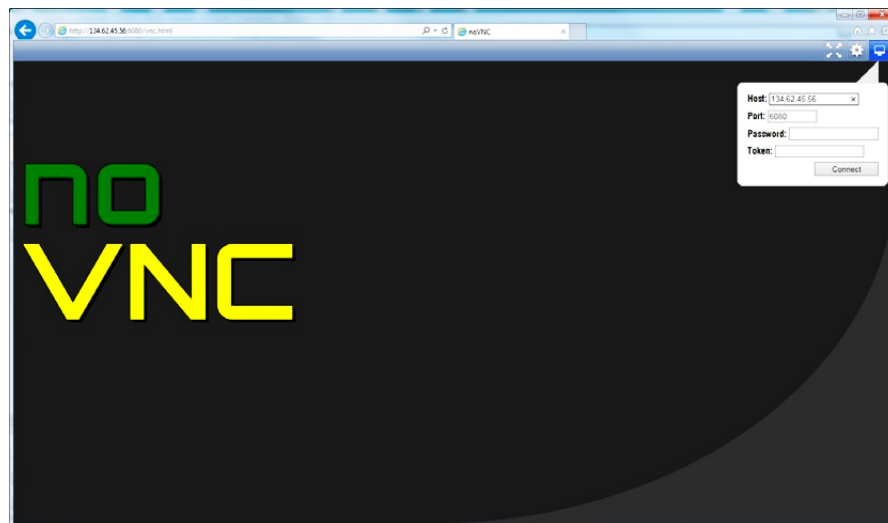 http://134.62.45.56:6080/vnc.html
noVNC
Host: 134.62.45.56
Port: 6080
Password:
Token:
Connect
no
VNC